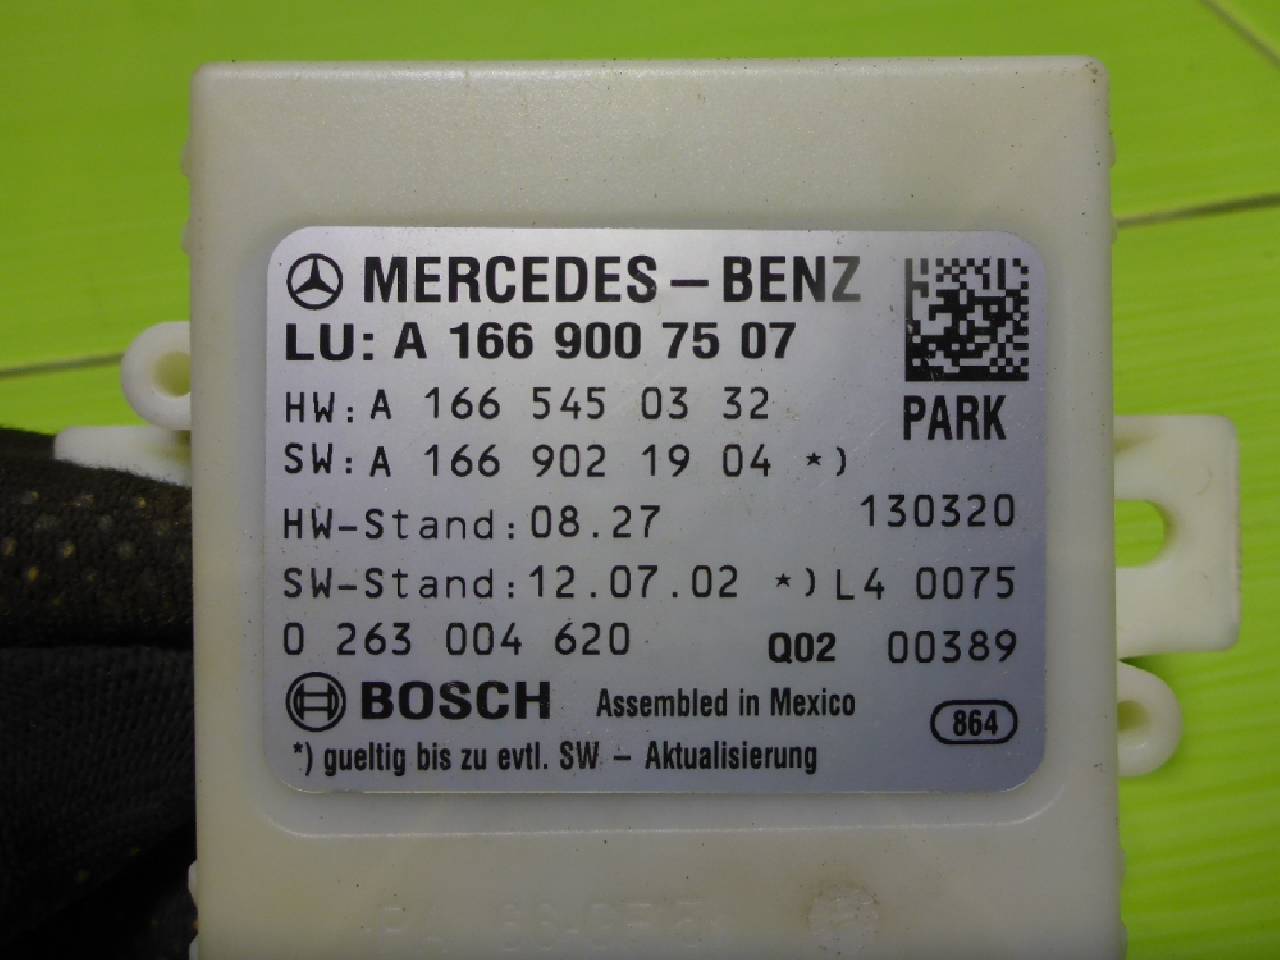 MERCEDES-BENZ
LU: A 166 900 75 07
HW: A 166 545 03 32
PARK
SW: A 166 902 19 04 *)
HW-Stand: 08.27 130320
SW-Stand: 12.07.02 *) L4 0075
0 263 004 620 Q02 00389
BOSCH Assembled in Mexico 864
*) gueltig bis zu evtl. SW - Aktualisierung